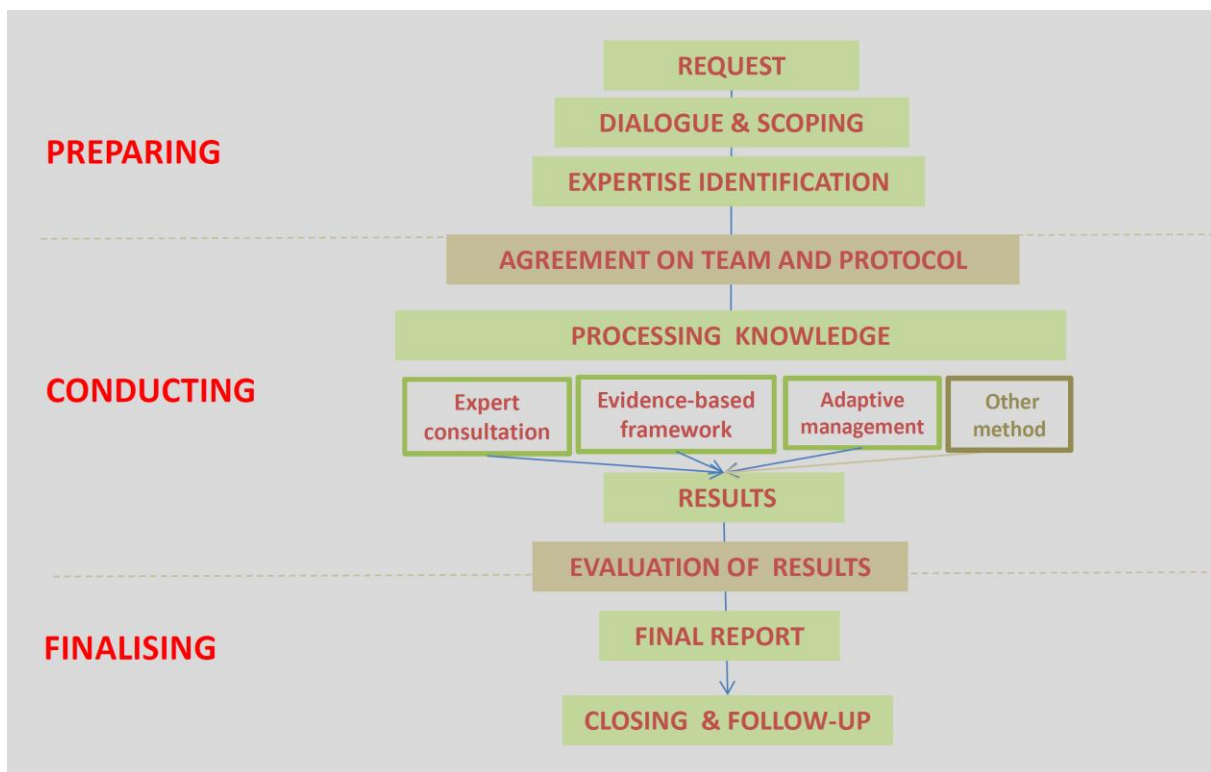 REQUEST
DIALOGUE & SCOPING
PREPARING
EXPERTISE IDENTIFICATION
AGREEMENT ON TEAM AND PROTOCOL
PROCESSING KNOWLEDGE
CONDUCTING
Expert
consultation
Evidence-based
framework
Adaptive
management
Other
method
RESULTS
EVALUATION OF RESULTS
FINAL REPORT
FINALISING
CLOSING & FOLLOW-UP